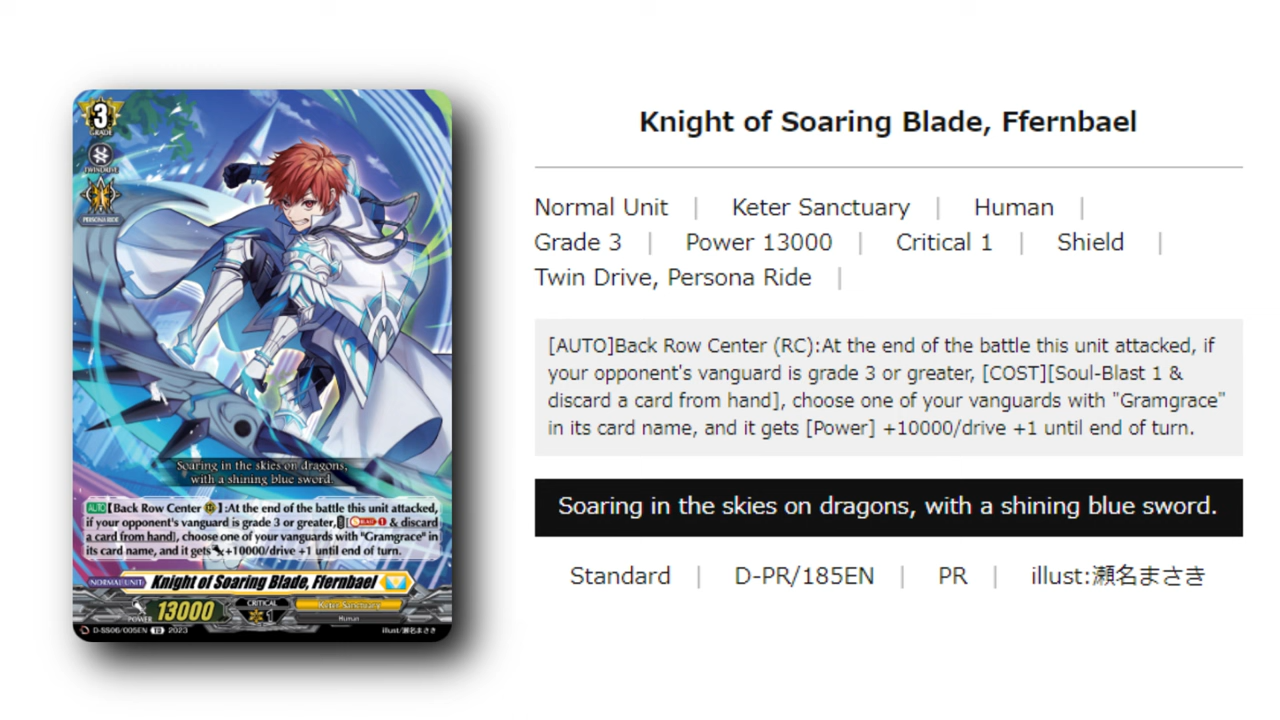 3
GRADE
TWIN DRIVE
PERSONA RIDE
Soaring in the skies on dragons,
with a shining blue sword.
AUTO【Back Row Center RC】:At the end of the battle this unit attacked,
if your opponent's vanguard is grade 3 or greater, [BLAST 1 & discard
a card from hand], choose one of your vanguards with "Gramgrace" in
its card name, and it gets +10000/drive +1 until end of turn.
NORMAL UNIT Knight of Soaring Blade, Ffernbael
POWER 13000 CRITICAL 1 Keter Sanctuary
Human
D-SS06/005EN TD 2023 illust/瀬名まさき
Knight of Soaring Blade, Ffernbael
Normal Unit | Keter Sanctuary | Human |
Grade 3 | Power 13000 | Critical 1 | Shield |
Twin Drive, Persona Ride |
[AUTO]Back Row Center (RC):At the end of the battle this unit attacked, if
your opponent's vanguard is grade 3 or greater, [COST][Soul-Blast 1 &
discard a card from hand], choose one of your vanguards with "Gramgrace"
in its card name, and it gets [Power] +10000/drive +1 until end of turn.
Soaring in the skies on dragons, with a shining blue sword.
Standard | D-PR/185EN | PR | illust:瀬名まさき